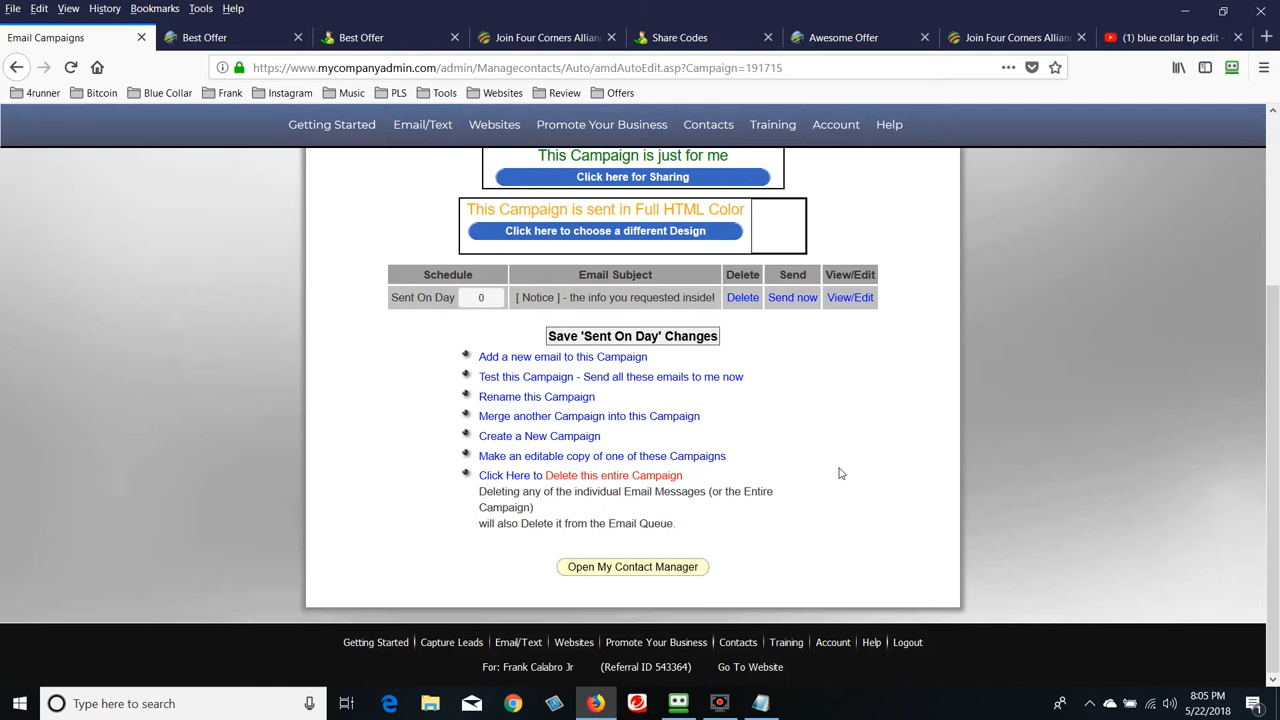 File Edit View History Bookmarks Tools Help
Email Campaigns
Best Offer
Best Offer
Join Four Corners Allian
Share Codes
Awesome Offer
Join Four Corners Allian
(1) blue collar bp edit -
https://www.mycompanyadmin.com/admin/Managecontacts/Auto/amdAutoEdit.asp?Campaign=191715
4runner Bitcoin Blue Collar Frank Instagram Music PLS Tools Websites Review Offers
Getting Started Email/Text Websites Promote Your Business Contacts Training Account Help
This Campaign is just for me
Click here for Sharing
This Campaign is sent in Full HTML Color
Click here to choose a different Design
Schedule Email Subject Delete Send View/Edit
Sent On Day 0 [ Notice ] - the info you requested inside! Delete Send now View/Edit
Save 'Sent On Day' Changes
Add a new email to this Campaign
Test this Campaign - Send all these emails to me now
Rename this Campaign
Merge another Campaign into this Campaign
Create a New Campaign
Make an editable copy of one of these Campaigns
Click Here to Delete this entire Campaign
Deleting any of the individual Email Messages (or the Entire
Campaign)
will also Delete it from the Email Queue.
Open My Contact Manager
Getting Started Capture Leads Email/Text Websites Promote Your Business Contacts Training Account Help Logout
For: Frank Calabro Jr (Referral ID 543364) Go To Website
Type here to search
8:05 PM
5/22/2018
1